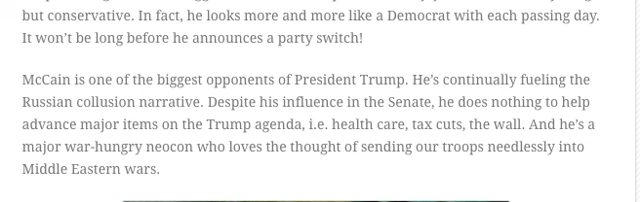 but conservative. In fact, he looks more and more like a Democrat with each passing day.
It won’t be long before he announces a party switch!
McCain is one of the biggest opponents of President Trump. He’s continually fueling the
Russian collusion narrative. Despite his influence in the Senate, he does nothing to help
advance major items on the Trump agenda, i.e. health care, tax cuts, the wall. And he’s a
major war-hungry neocon who loves the thought of sending our troops needlessly into
Middle Eastern wars.